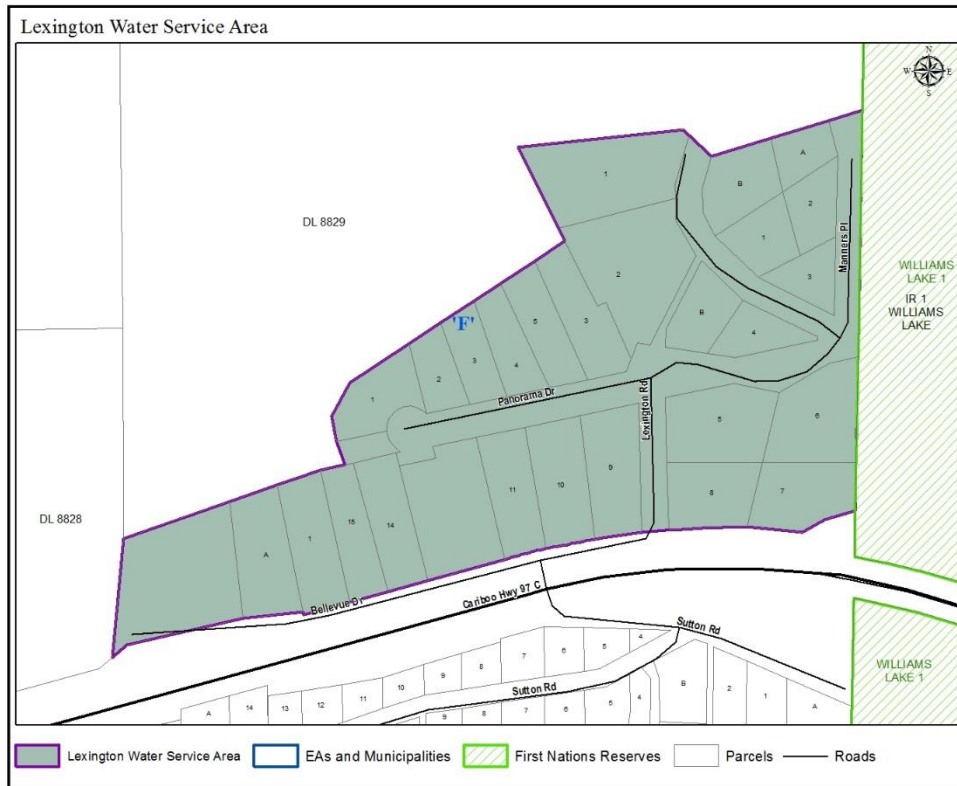 Lexington Water Service Area
N
W
E
S
DL 8829
'F'
DL 8828
WILLIAMS
LAKE 1
IR 1
WILLIAMS
LAKE
1
A
B
2
1
3
Manners Pl
2
B
4
5
3
4
3
2
1
Panorama Dr
Lexington Rd
5
6
9
10
11
8
7
14
15
1
A
Bellevue Dr
Cariboo Hwy 97 C
Sutton Rd
4
5
6
7
8
9
10
11
12
13
14
A
Sutton Rd
9
8
7
6
5
4
B
2
1
A
WILLIAMS
LAKE 1
Lexington Water Service Area
EAs and Municipalities
First Nations Reserves
Parcels
Roads